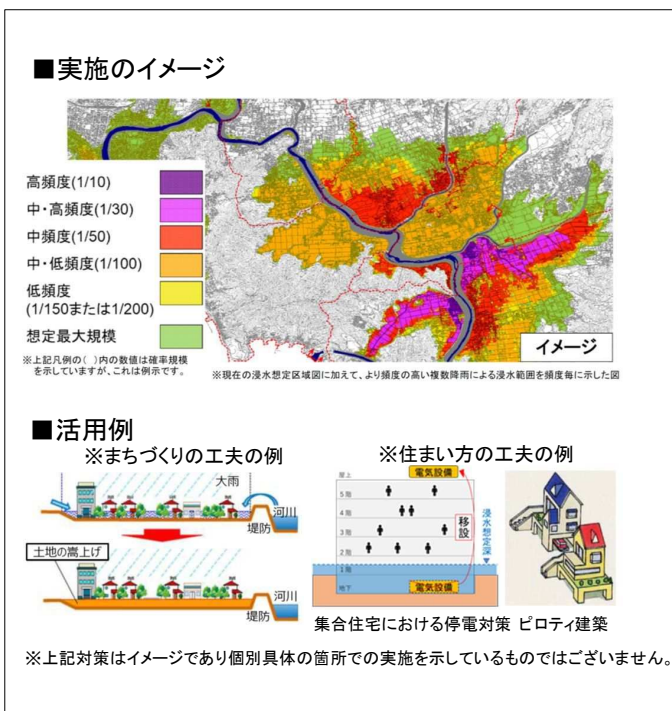 ■実施のイメージ
高頻度(1/10)
中・高頻度(1/30)
中頻度(1/50)
中・低頻度(1/100)
低頻度
(1/150または1/200)
想定最大規模
※上記凡例の( )内の数値は確率規模
を示していますが、これは例示です。
イメージ
※現在の浸水想定区域図に加えて、より頻度の高い複数降雨による浸水範囲を頻度毎に示した図
■活用例
※まちづくりの工夫の例
大雨
河川
堤防
土地の嵩上げ
河川
堤防
※住まい方の工夫の例
屋上
電気設備
5階
4階
3階
2階
1階
地下
移設
浸水想定深
電気設備
集合住宅における停電対策 ピロティ建築
※上記対策はイメージであり個別具体の箇所での実施を示しているものではございません。